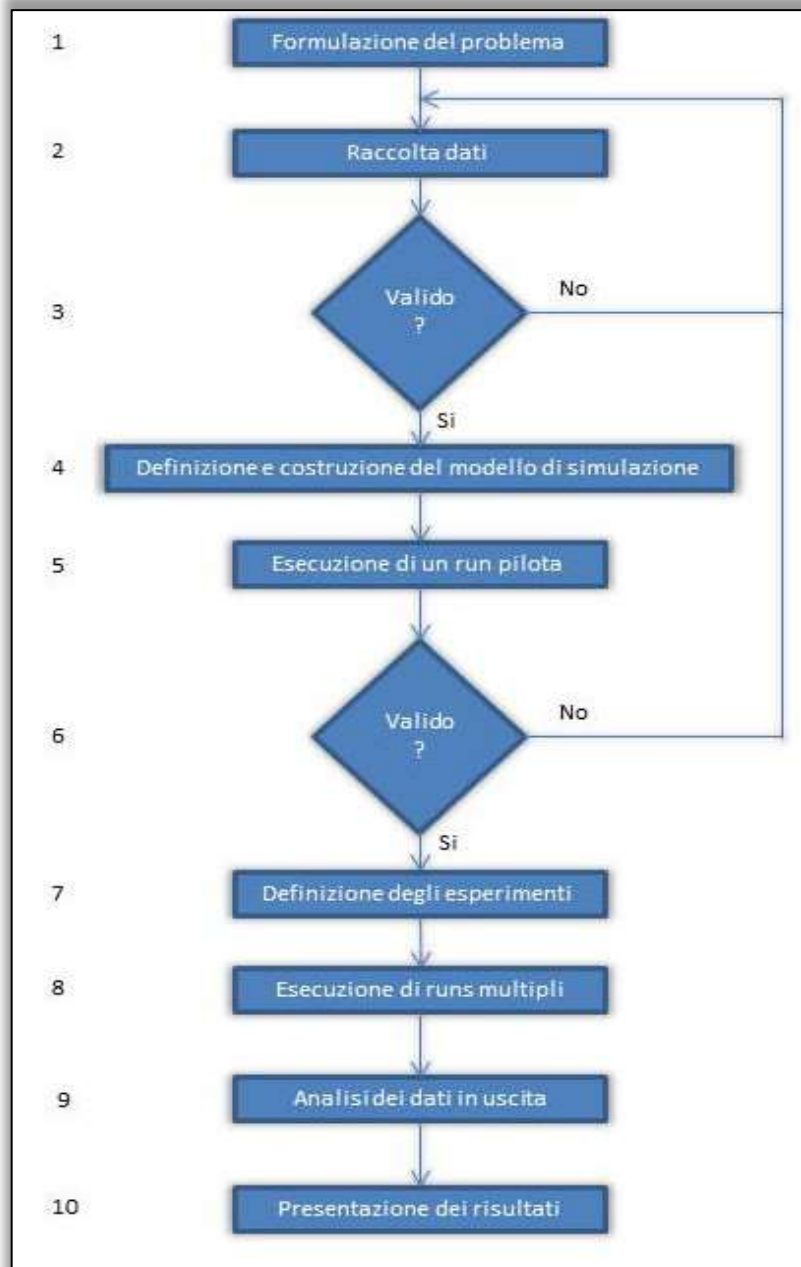 1
Formulazione del problema
2
Raccolta dati
3
Valido
?
No
Si
4
Definizione e costruzione del modello di simulazione
5
Esecuzione di un run pilota
6
Valido
?
No
Si
7
Definizione degli esperimenti
8
Esecuzione di runs multipli
9
Analisi dei dati in uscita
10
Presentazione dei risultati